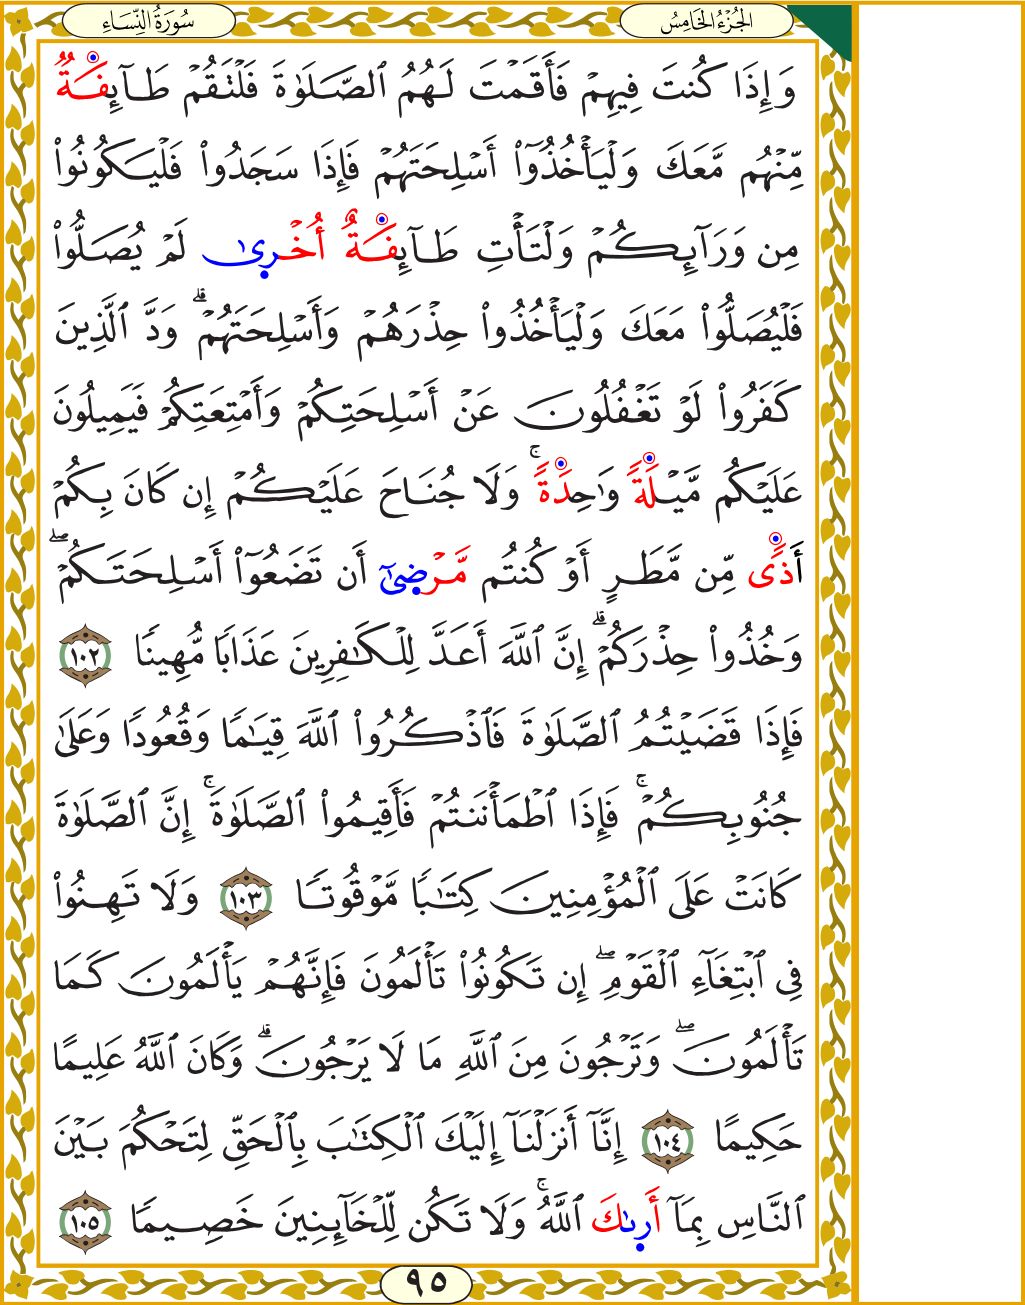 سُورَةُ النِّسَاءِ
الجُزْءُ الخَامِسُ
وَإِذَا كُنتَ فِيهِمْ فَأَقَمْتَ لَهُمُ ٱلصَّلَوٰةَ فَلْتَقُمْ طَآئِفَةٌ
مِّنْهُم مَّعَكَ وَلْيَأْخُذُوٓا۟ أَسْلِحَتَهُمْ فَإِذَا سَجَدُوا۟ فَلْيَكُونُوا۟
مِن وَرَآئِكُمْ وَلْتَأْتِ طَآئِفَةٌ أُخْرٜىٰ لَمْ يُصَلُّوا۟
فَلْيُصَلُّوا۟ مَعَكَ وَلْيَأْخُذُوا۟ حِذْرَهُمْ وَأَسْلِحَتَهُمْ ۗ وَدَّ ٱلَّذِينَ
كَفَرُوا۟ لَوْ تَغْفُلُونَ عَنْ أَسْلِحَتِكُمْ وَأَمْتِعَتِكُمْ فَيَمِيلُونَ
عَلَيْكُم مَّيْلَةً وَٰحِدَةً ۚ وَلَا جُنَاحَ عَلَيْكُمْ إِن كَانَ بِكُمْ
أَذًى مِّن مَّطَرٍ أَوْ كُنتُم مَّرْضٜىٰٓ أَن تَضَعُوٓا۟ أَسْلِحَتَكُمْ ۖ
وَخُذُوا۟ حِذْرَكُمْ ۗ إِنَّ ٱللَّهَ أَعَدَّ لِلْكَـٰفِرِينَ عَذَابًا مُّهِينًا ١٠٢
فَإِذَا قَضَيْتُمُ ٱلصَّلَوٰةَ فَٱذْكُرُوا۟ ٱللَّهَ قِيَـٰمًا وَقُعُودًا وَعَلَىٰ
جُنُوبِكُمْ ۚ فَإِذَا ٱطْمَأْنَنتُمْ فَأَقِيمُوا۟ ٱلصَّلَوٰةَ ۚ إِنَّ ٱلصَّلَوٰةَ
كَانَتْ عَلَى ٱلْمُؤْمِنِينَ كِتَـٰبًا مَّوْقُوتًا ١٠٣ وَلَا تَهِنُوا۟
فِى ٱبْتِغَآءِ ٱلْقَوْمِ ۖ إِن تَكُونُوا۟ تَأْلَمُونَ فَإِنَّهُمْ يَأْلَمُونَ كَمَا
تَأْلَمُونَ ۖ وَتَرْجُونَ مِنَ ٱللَّهِ مَا لَا يَرْجُونَ ۗ وَكَانَ ٱللَّهُ عَلِيمًا
حَكِيمًا ١٠٤ إِنَّآ أَنزَلْنَآ إِلَيْكَ ٱلْكِتَـٰبَ بِٱلْحَقِّ لِتَحْكُمَ بَيْنَ
ٱلنَّاسِ بِمَآ أَرٜىٰكَ ٱللَّهُ ۚ وَلَا تَكُن لِّلْخَآئِنِينَ خَصِيمًا ١٠٥
٩٥